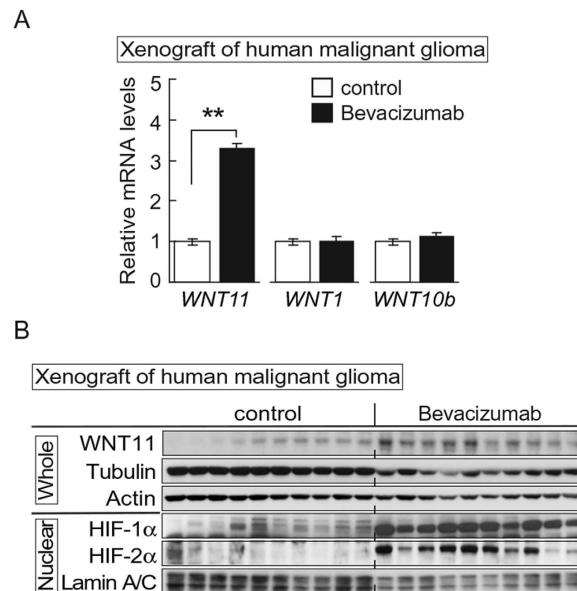 A
Xenograft of human malignant glioma
control
Bevacizumab
Relative mRNA levels
5
4
3
2
1
0
**
WNT11 WNT1 WNT10b
B
Xenograft of human malignant glioma
control Bevacizumab
Whole
WNT11
Tubulin
Actin
Nuclear
HIF-1α
HIF-2α
Lamin A/C